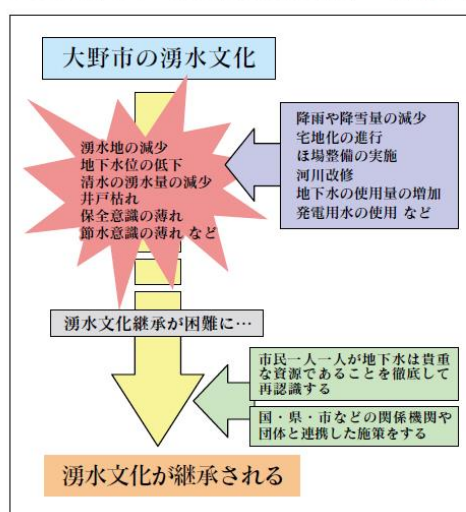 大野市の湧水文化
湧水地の減少
地下水位の低下
清水の湧水量の減少
井戸枯れ
保全意識の薄れ
節水意識の薄れ など
降雨や降雪量の減少
宅地化の進行
ほ場整備の実施
河川改修
地下水の使用量の増加
発電用水の使用 など
湧水文化継承が困難に…
市民一人一人が地下水は貴重
な資源であることを徹底して
再認識する
国・県・市などの関係機関や
団体と連携した施策をする
湧水文化が継承される